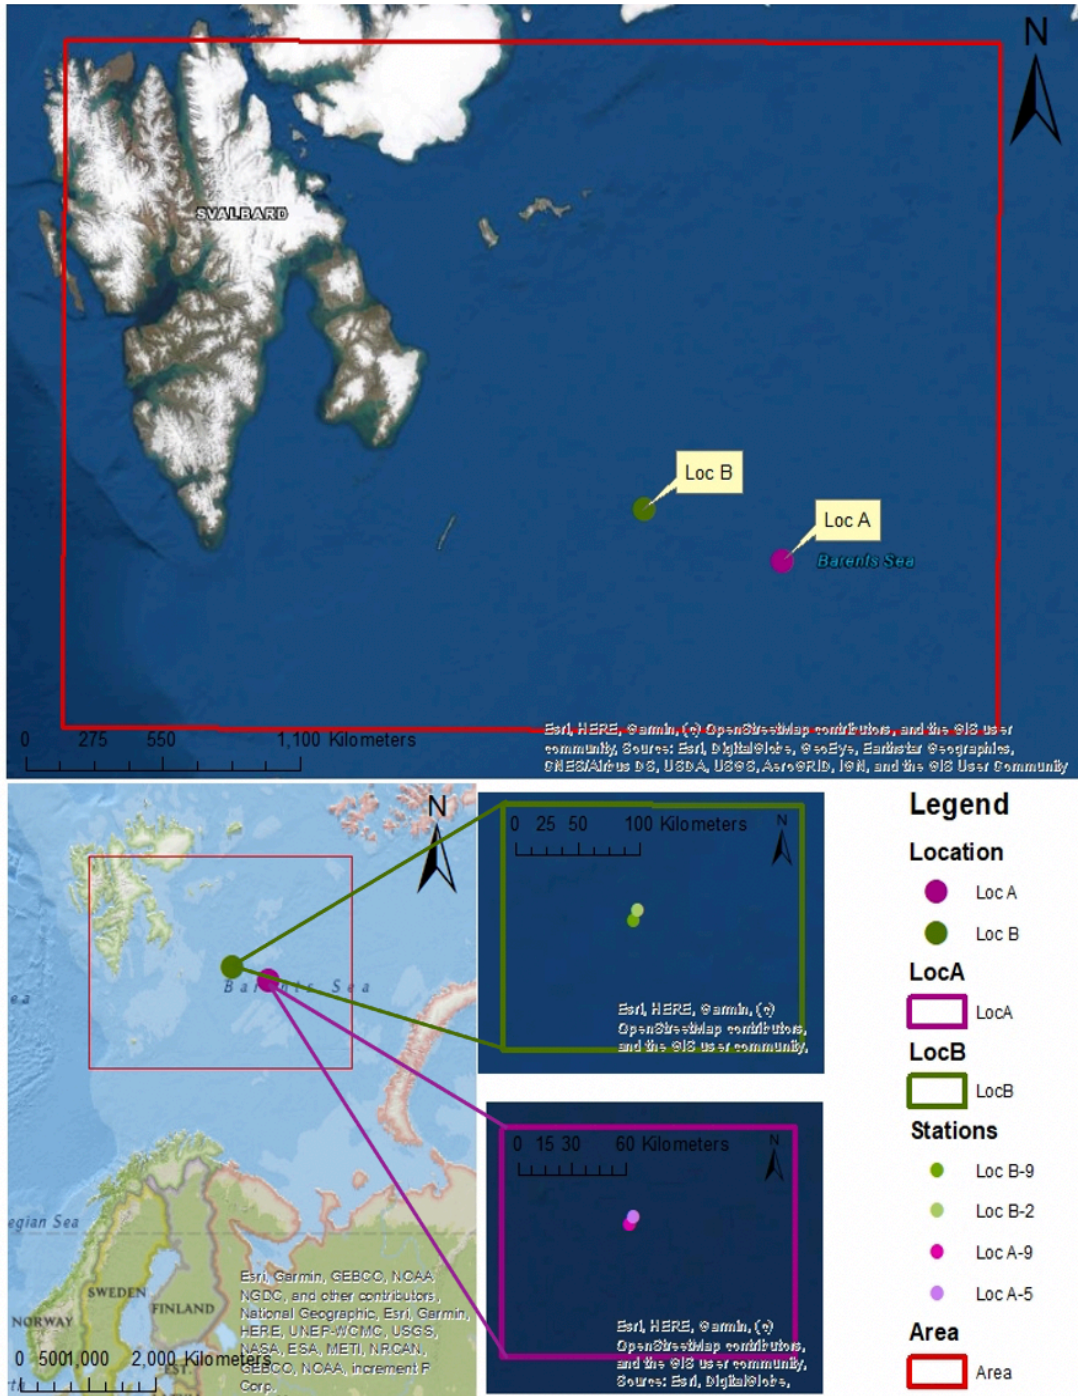 N
SVALBARD
Loc B
Loc A
Barents Sea
0 275 550 1,100 Kilometers
Esri, HERE, Garmin, (c) OpenStreetMap contributors, and the GIS user
community, Source: Esri, DigitalGlobe, GeoEye, Earthstar Geographics,
CNES/Airbus DS, USDA, USGS, AeroGRID, IGN, and the GIS User Community
N
Barents Sea
ea
egian Sea
SWEDEN
FINLAND
NORWAY
EST.
Esri, Garmin, GEBCO, NOAA
NGDC, and other contributors,
National Geographic, Esri, Garmin,
HERE, UNEP-WCMC, USGS,
NASA, ESA, METI, NRCAN,
GEBCO, NOAA, increment P
Corp.
0 500 1,000 2,000 Kilometers
0 25 50 100 Kilometers
N
Esri, HERE, Garmin, (c)
OpenStreetMap contributors,
and the GIS user community,
0 15 30 60 Kilometers
N
Esri, HERE, Garmin, (c)
OpenStreetMap contributors,
and the GIS user community,
Source: Esri, DigitalGlobe,
Legend
Location
Loc A
Loc B
LocA
LocA
LocB
LocB
Stations
Loc B-9
Loc B-2
Loc A-9
Loc A-5
Area
Area